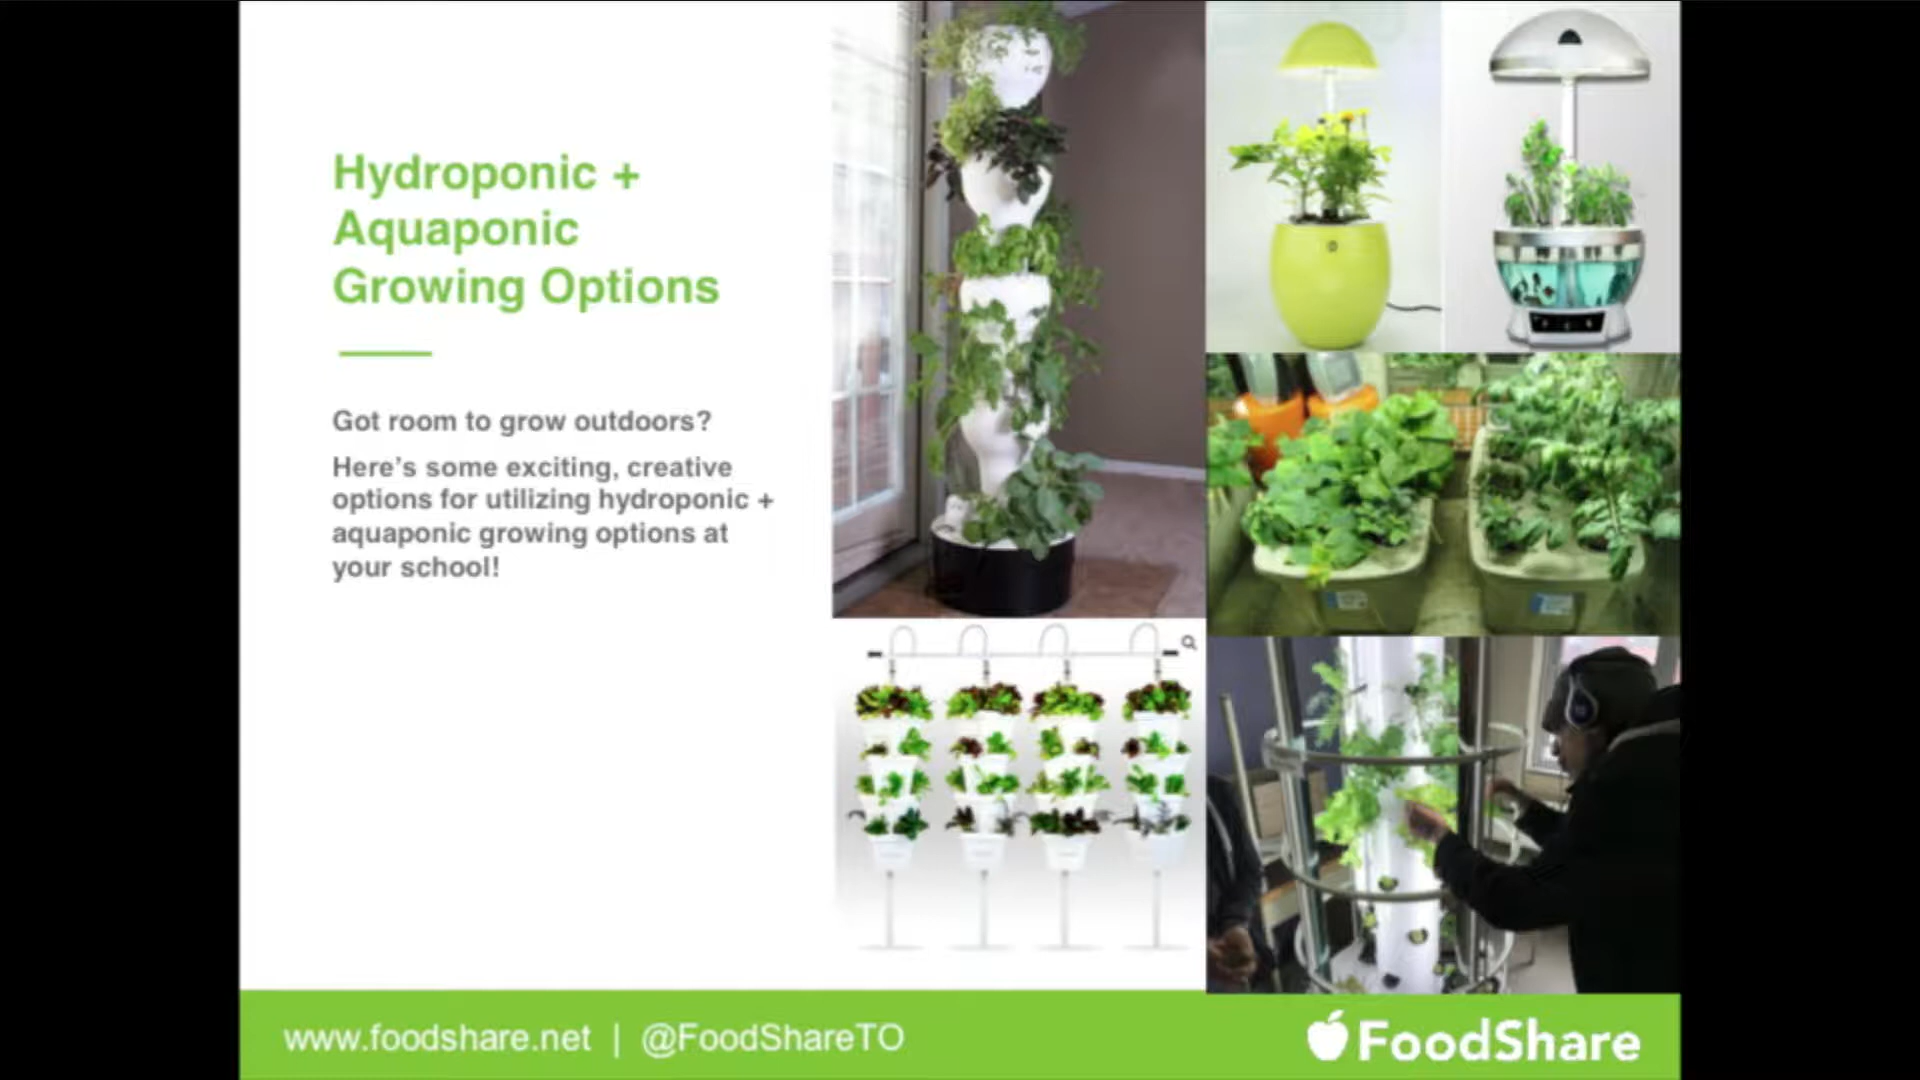 Hydroponic +
Aquaponic
Growing Options
Got room to grow outdoors?
Here's some exciting, creative
options for utilizing hydroponic +
aquaponic growing options at
your school!
www.foodshare.net | @FoodShareTO
FoodShare